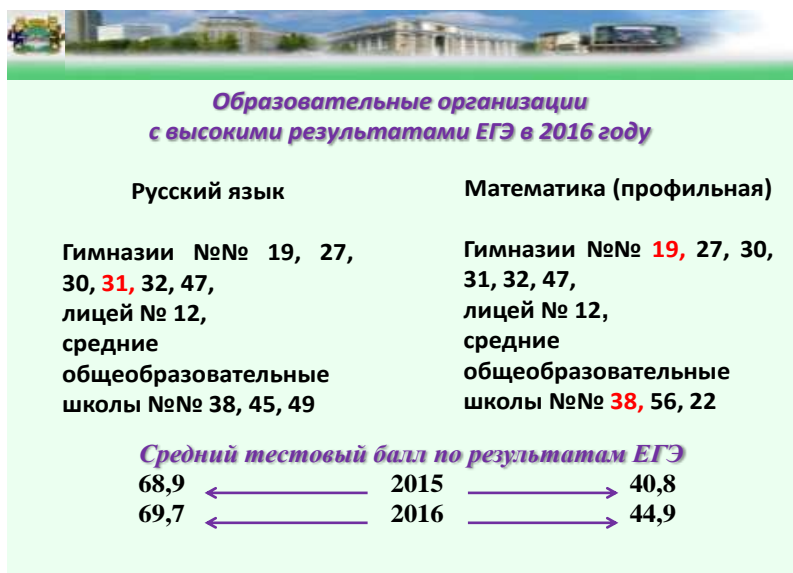 Образовательные организации
с высокими результатами ЕГЭ в 2016 году
Русский язык
Гимназии №№ 19, 27,
30, 31, 32, 47,
лицей № 12,
средние
общеобразовательные
школы №№ 38, 45, 49
Математика (профильная)
Гимназии №№ 19, 27, 30,
31, 32, 47,
лицей № 12,
средние
общеобразовательные
школы №№ 38, 56, 22
Средний тестовый балл по результатам ЕГЭ
68,9 2015 40,8
69,7 2016 44,9